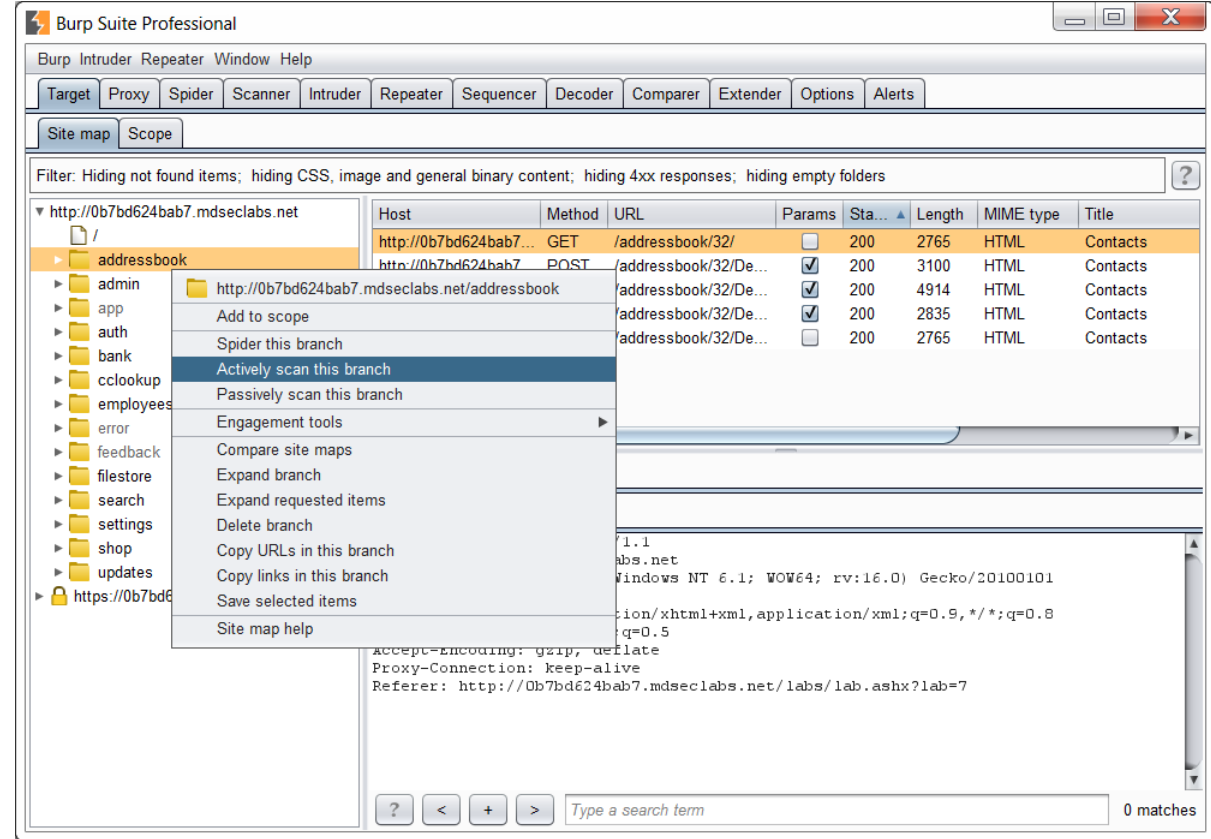 Burp Suite Professional
Burp Intruder Repeater Window Help
Target Proxy Spider Scanner Intruder Repeater Sequencer Decoder Comparer Extender Options Alerts
Site map Scope
Filter: Hiding not found items; hiding CSS, image and general binary content; hiding 4xx responses; hiding empty folders ?
http://0b7bd624bab7.mdseclabs.net
/
addressbook
admin
app
auth
bank
cclookup
employees
error
feedback
filestore
search
settings
shop
updates
https://0b7bd6
http://0b7bd624bab7.mdseclabs.net/addressbook
Add to scope
Spider this branch
Actively scan this branch
Passively scan this branch
Engagement tools
Compare site maps
Expand branch
Expand requested items
Delete branch
Copy URLs in this branch
Copy links in this branch
Save selected items
Site map help
Host Method URL Params Sta... Length MIME type Title
http://0b7bd624bab7... GET /addressbook/32/ 200 2765 HTML Contacts
http://0b7bd624bab7... POST /addressbook/32/De... 200 3100 HTML Contacts
/addressbook/32/De... 200 4914 HTML Contacts
/addressbook/32/De... 200 2835 HTML Contacts
/addressbook/32/De... 200 2765 HTML Contacts
/1.1
abs.net
Windows NT 6.1; WOW64; rv:16.0) Gecko/20100101
tion/xhtml+xml,application/xml;q=0.9,*/*;q=0.8
;q=0.5
Accept-Encoding: gzip, deflate
Proxy-Connection: keep-alive
Referer: http://0b7bd624bab7.mdseclabs.net/labs/lab.ashx?lab=7
? < + > Type a search term 0 matches